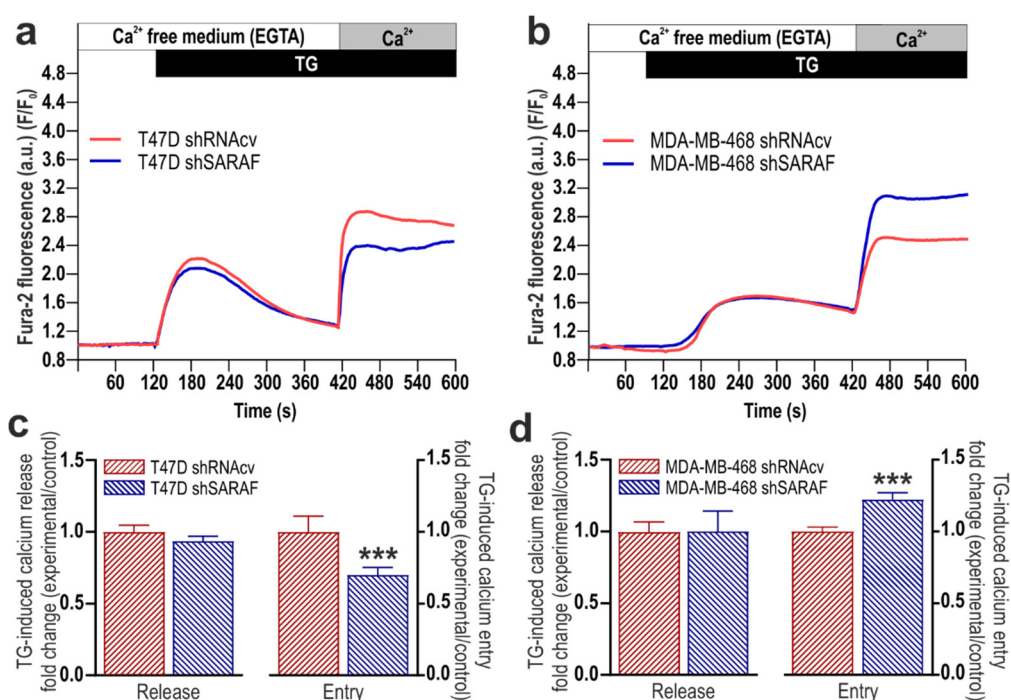 a
Ca²⁺ free medium (EGTA)
Ca²⁺
TG
Fura-2 fluorescence (a.u.) (F/F₀)
4.8
4.4
4.0
3.6
3.2
2.8
2.4
2.0
1.6
1.2
0.8
T47D shRNAcv
T47D shSARAF
60 120 180 240 300 360 420 480 540 600
Time (s)
b
Ca²⁺ free medium (EGTA)
Ca²⁺
TG
Fura-2 fluorescence (a.u.) (F/F₀)
4.8
4.4
4.0
3.6
3.2
2.8
2.4
2.0
1.6
1.2
0.8
MDA-MB-468 shRNAcv
MDA-MB-468 shSARAF
60 120 180 240 300 360 420 480 540 600
Time (s)
c
TG-induced calcium release
fold change (experimental/control)
1.5
1.0
0.5
0.0
T47D shRNAcv
T47D shSARAF
***
Release
Entry
1.5
1.0
0.5
0.0
TG-induced calcium entry
fold change (experimental/control)
d
TG-induced calcium release
fold change (experimental/control)
1.5
1.0
0.5
0.0
MDA-MB-468 shRNAcv
MDA-MB-468 shSARAF
***
Release
Entry
1.5
1.0
0.5
0.0
TG-induced calcium entry
fold change (experimental/control)